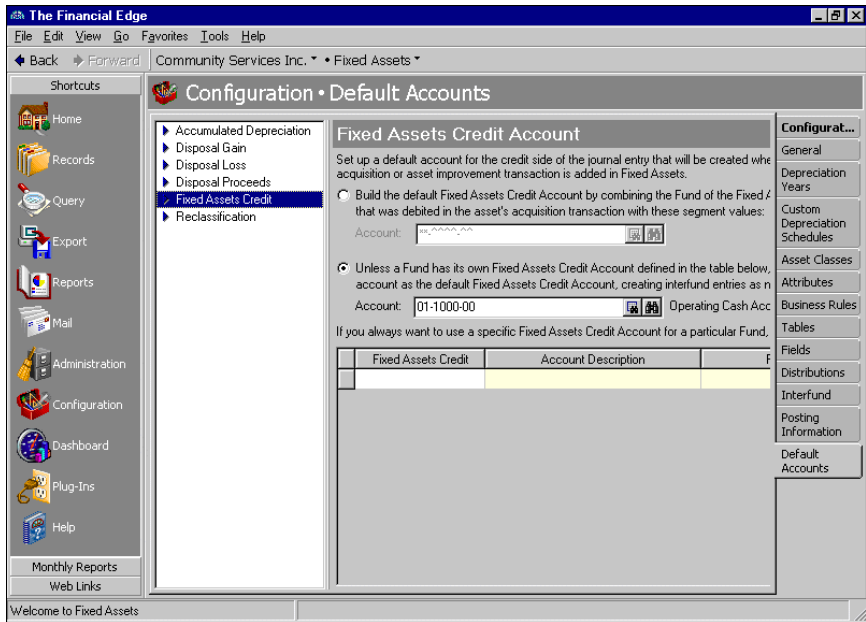 The Financial Edge
File Edit View Go Favorites Tools Help
Back Forward Community Services Inc. • Fixed Assets
Shortcuts
Home
Records
Query
Export
Reports
Mail
Administration
Configuration
Dashboard
Plug-Ins
Help
Monthly Reports
Web Links
Configuration • Default Accounts
Accumulated Depreciation
Disposal Gain
Disposal Loss
Disposal Proceeds
Fixed Assets Credit
Reclassification
Fixed Assets Credit Account
Set up a default account for the credit side of the journal entry that will be created whe
acquisition or asset improvement transaction is added in Fixed Assets.
Build the default Fixed Assets Credit Account by combining the Fund of the Fixed A
that was debited in the asset's acquisition transaction with these segment values:
Account: **-^^^^-^^
Unless a Fund has its own Fixed Assets Credit Account defined in the table below,
account as the default Fixed Assets Credit Account, creating interfund entries as n
Account: 01-1000-00 Operating Cash Acc
If you always want to use a specific Fixed Assets Credit Account for a particular Fund,
Fixed Assets Credit Account Description F
Configurat...
General
Depreciation
Years
Custom
Depreciation
Schedules
Asset Classes
Attributes
Business Rules
Tables
Fields
Distributions
Interfund
Posting
Information
Default
Accounts
Welcome to Fixed Assets